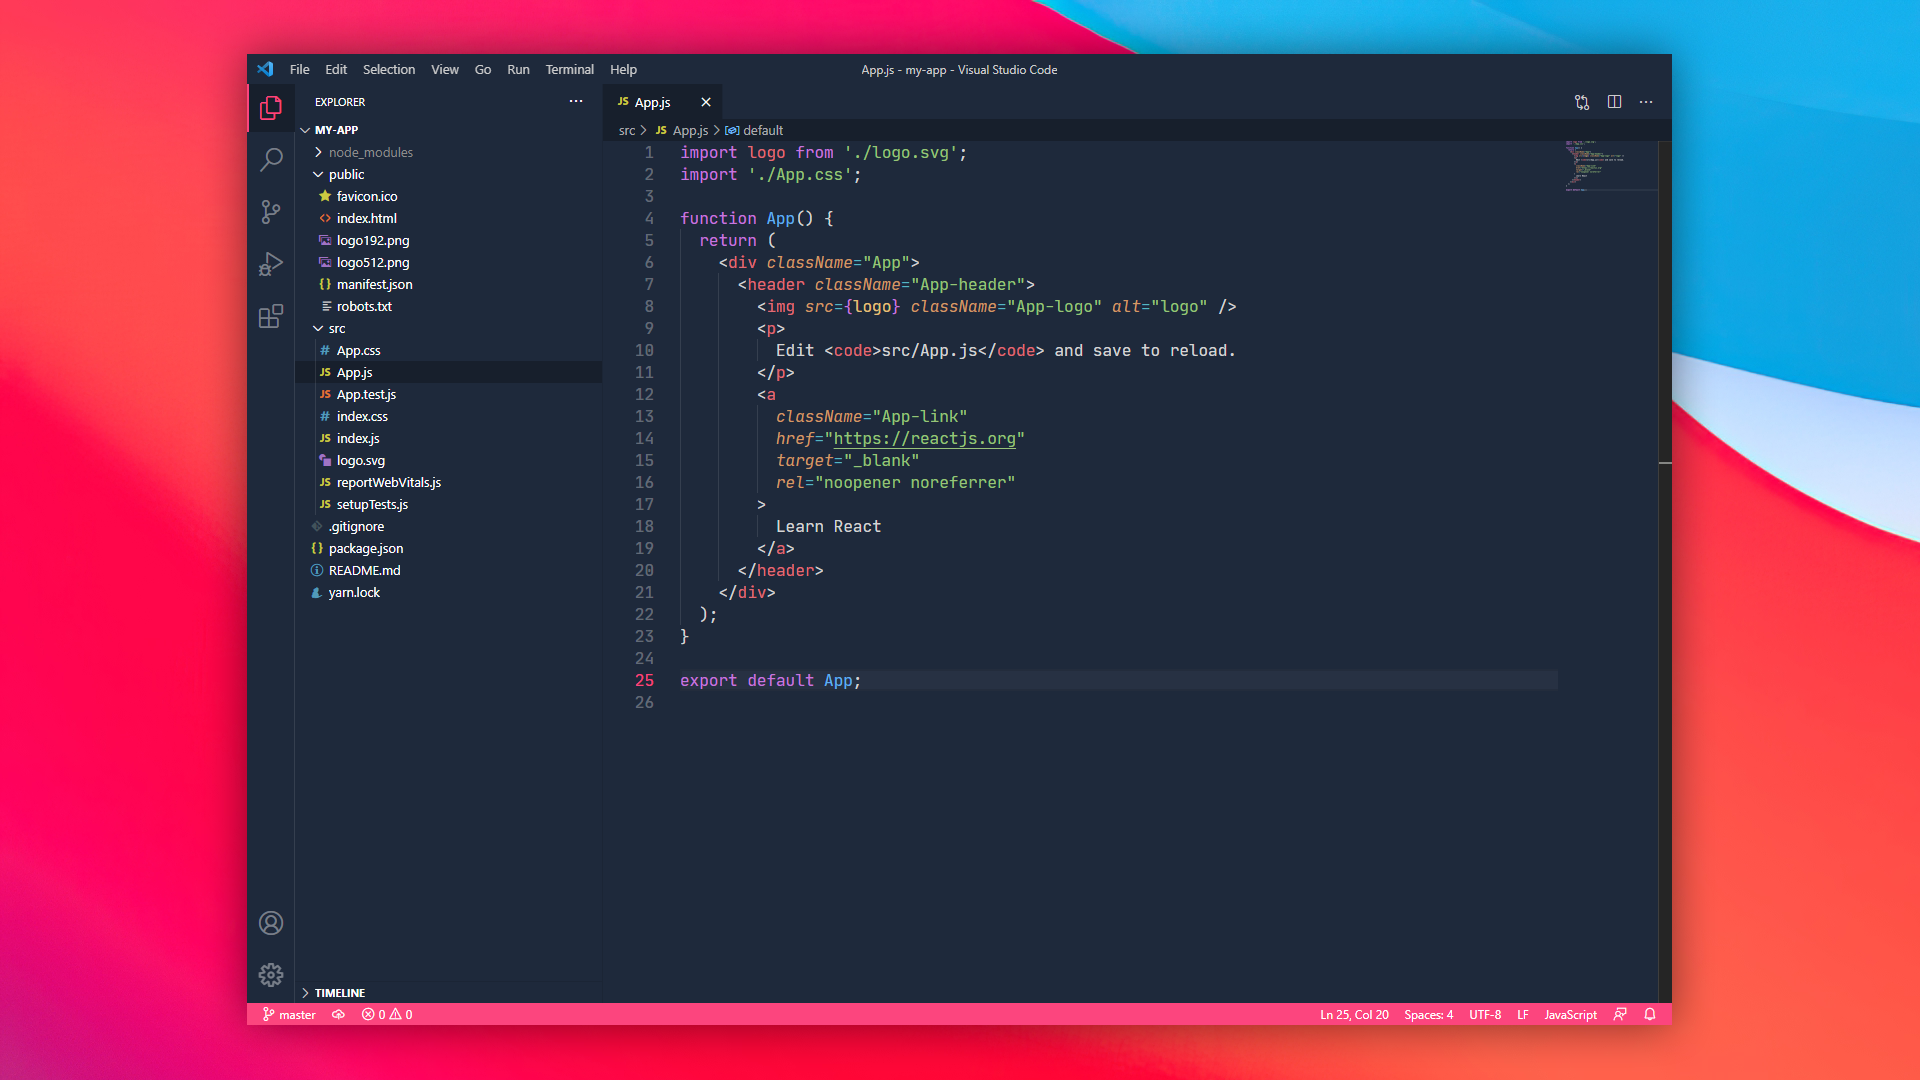 File Edit Selection View Go Run Terminal Help
App.js - my-app - Visual Studio Code
EXPLORER
MY-APP
node_modules
public
favicon.ico
index.html
logo192.png
logo512.png
manifest.json
robots.txt
src
App.css
App.js
App.test.js
index.css
index.js
logo.svg
reportWebVitals.js
setupTests.js
.gitignore
package.json
README.md
yarn.lock
TIMELINE
JS App.js
src > JS App.js > default
1 import logo from './logo.svg';
2 import './App.css';
3
4 function App() {
5   return (
6     <div className="App">
7       <header className="App-header">
8         <img src={logo} className="App-logo" alt="logo" />
9         <p>
10           Edit <code>src/App.js</code> and save to reload.
11         </p>
12         <a
13           className="App-link"
14           href="https://reactjs.org"
15           target="_blank"
16           rel="noopener noreferrer"
17         >
18           Learn React
19         </a>
20       </header>
21     </div>
22   );
23 }
24
25 export default App;
26
master 0 0 Ln 25, Col 20 Spaces: 4 UTF-8 LF JavaScript